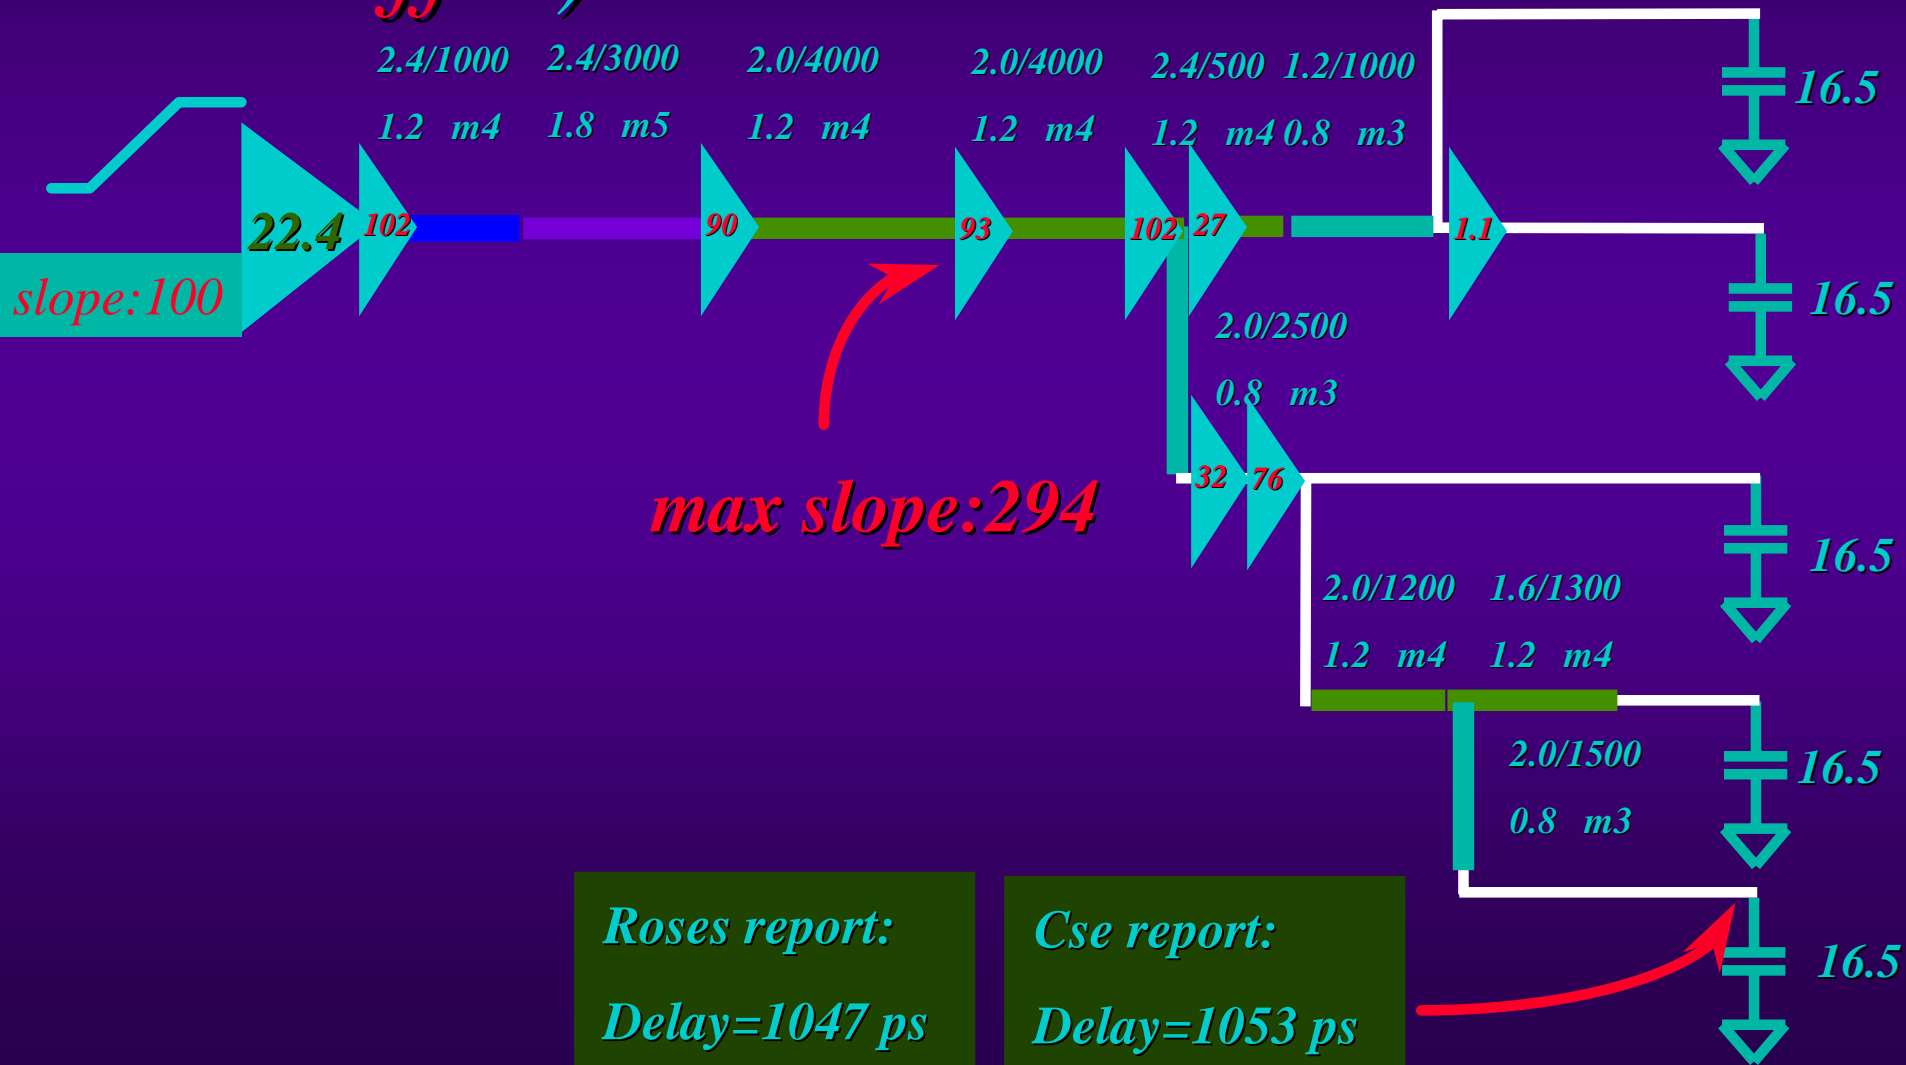 2.4/1000 2.4/3000 2.0/4000 2.0/4000 2.4/500 1.2/1000
1.2 m4 1.8 m5 1.2 m4 1.2 m4 1.2 m4 0.8 m3
16.5
22.4 102 90 93 102 27 1.1
slope:100
16.5
2.0/2500
0.8 m3
32 76
max slope:294
16.5
2.0/1200 1.6/1300
1.2 m4 1.2 m4
2.0/1500
16.5
0.8 m3
Roses report:
Delay=1047 ps
Cse report:
Delay=1053 ps
16.5